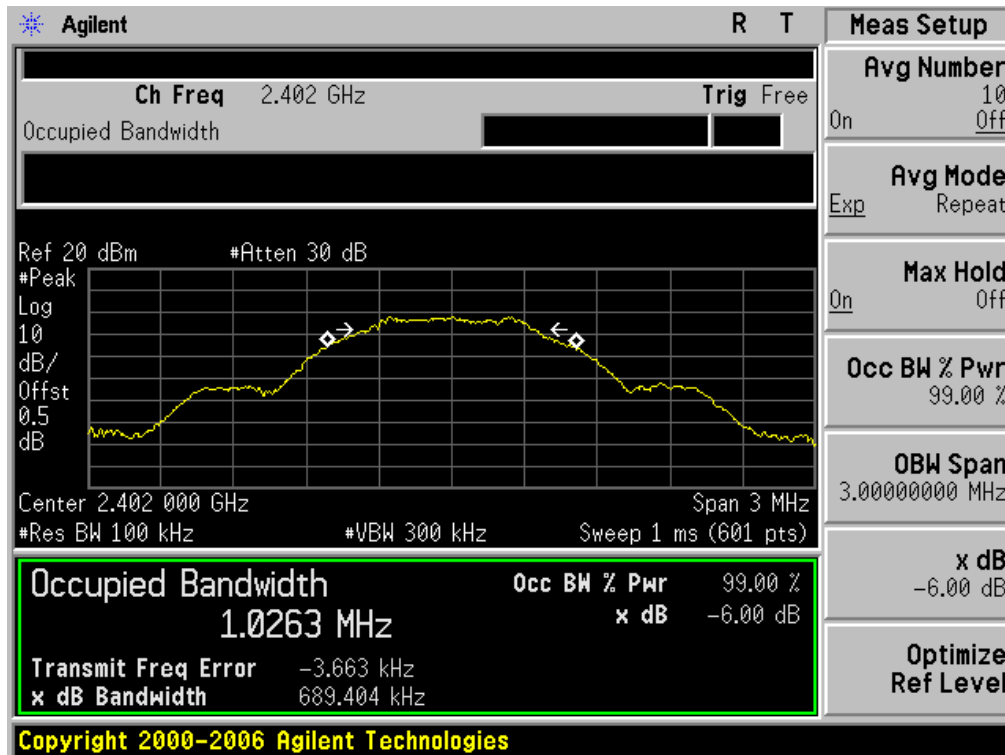 Agilent R T
Ch Freq 2.402 GHz Trig Free
Occupied Bandwidth
Ref 20 dBm #Atten 30 dB
#Peak
Log
10
dB/
Offst
0.5
dB
Center 2.402 000 GHz Span 3 MHz
#Res BW 100 kHz #VBW 300 kHz Sweep 1 ms (601 pts)
Occupied Bandwidth
1.0263 MHz
Occ BW % Pwr 99.00 %
x dB -6.00 dB
Transmit Freq Error -3.663 kHz
x dB Bandwidth 689.404 kHz
Copyright 2000-2006 Agilent Technologies
Meas Setup
Avg Number
10
On Off
Avg Mode
Exp Repeat
Max Hold
On Off
Occ BW % Pwr
99.00 %
OBW Span
3.00000000 MHz
x dB
-6.00 dB
Optimize
Ref Level